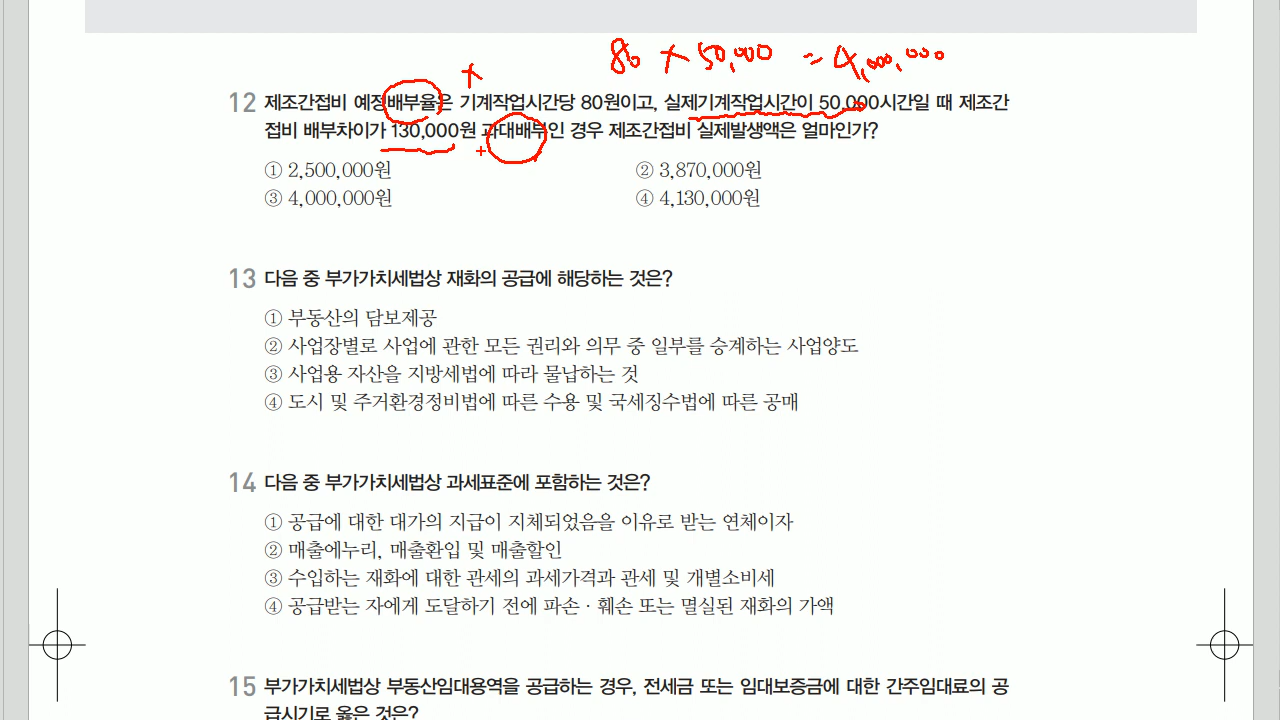 80 × 50,000 = 4,000,000
12 제조간접비 예정배부율은 기계작업시간당 80원이고, 실제기계작업시간이 50,000시간일 때 제조간
접비 배부차이가 130,000원 과대배부인 경우 제조간접비 실제발생액은 얼마인가?
① 2,500,000원 ② 3,870,000원
③ 4,000,000원 ④ 4,130,000원
13 다음 중 부가가치세법상 재화의 공급에 해당하는 것은?
① 부동산의 담보제공
② 사업장별로 사업에 관한 모든 권리와 의무 중 일부를 승계하는 사업양도
③ 사업용 자산을 지방세법에 따라 물납하는 것
④ 도시 및 주거환경정비법에 따른 수용 및 국세징수법에 따른 공매
14 다음 중 부가가치세법상 과세표준에 포함하는 것은?
① 공급에 대한 대가의 지급이 지체되었음을 이유로 받는 연체이자
② 매출에누리, 매출환입 및 매출할인
③ 수입하는 재화에 대한 관세의 과세가격과 관세 및 개별소비세
④ 공급받는 자에게 도달하기 전에 파손 · 훼손 또는 멸실된 재화의 가액
15 부가가치세법상 부동산임대용역을 공급하는 경우, 전세금 또는 임대보증금에 대한 간주임대료의 공
급시기로 옳은 것은?